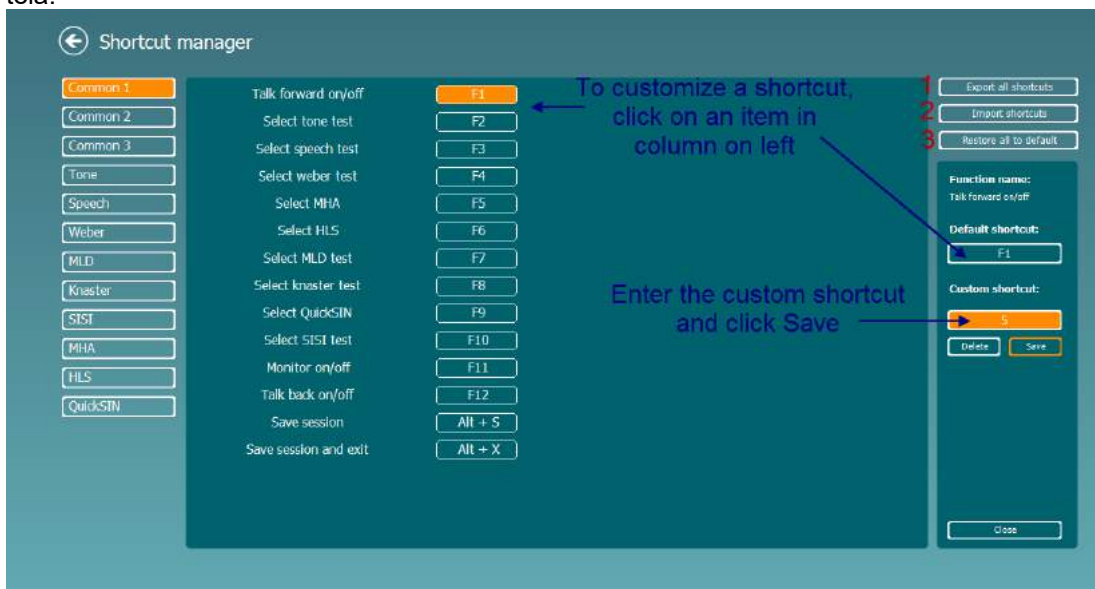 Shortcut manager
Common 1
Common 2
Common 3
Tone
Speech
Weber
MLD
Knaster
SISI
MHA
HLS
QuickSIN
Talk forward on/off F1
Select tone test F2
Select speech test F3
Select weber test F4
Select MHA F5
Select HLS F6
Select MLD test F7
Select knaster test F8
Select QuickSIN F9
Select SISI test F10
Monitor on/off F11
Talk back on/off F12
Save session Alt + S
Save session and exit Alt + X
To customize a shortcut,
click on an item in
column on left
Enter the custom shortcut
and click Save
1 Export all shortcuts
2 Import shortcuts
3 Restore all to default
Function name:
Talk forward on/off
Default shortcut:
F1
Custom shortcut:
S
Delete Save
Close